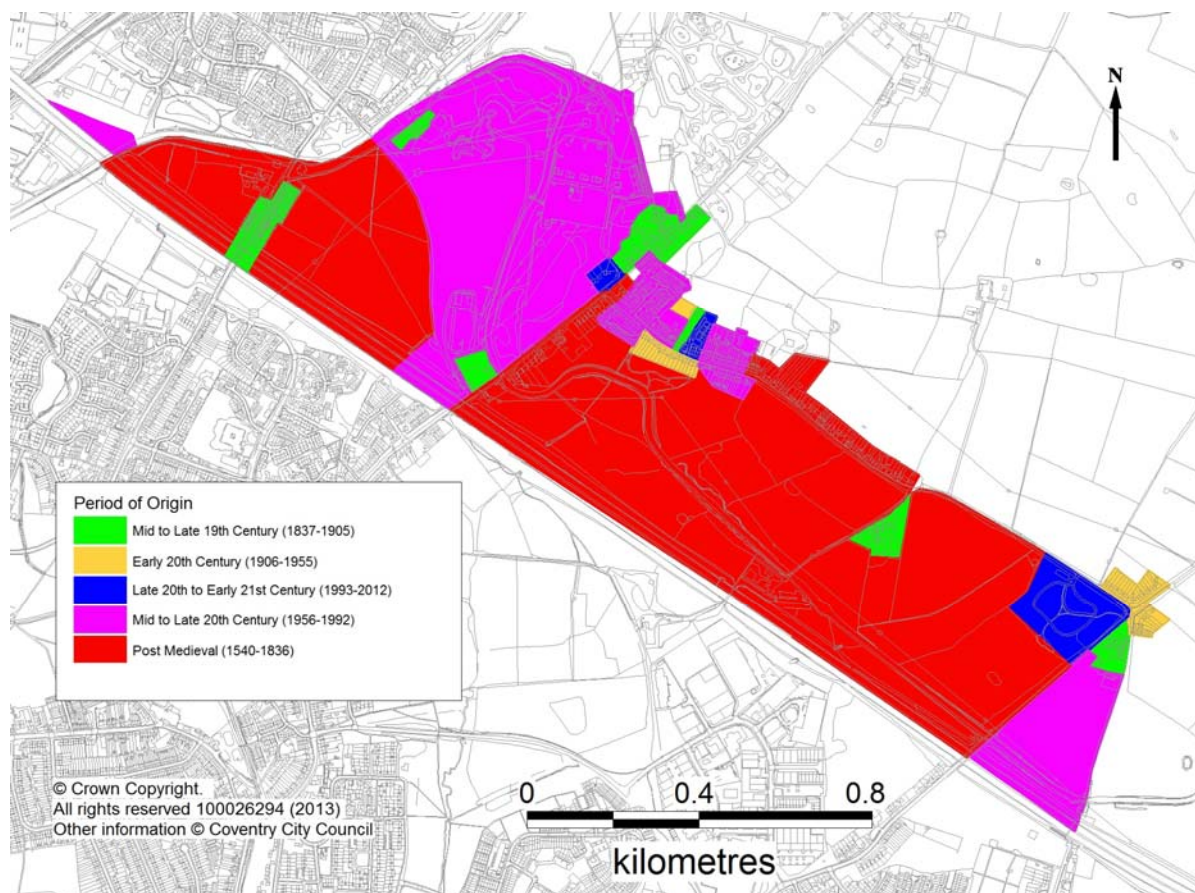 N
Period of Origin
Mid to Late 19th Century (1837-1905)
Early 20th Century (1906-1955)
Late 20th to Early 21st Century (1993-2012)
Mid to Late 20th Century (1956-1992)
Post Medieval (1540-1836)
© Crown Copyright.
All rights reserved 100026294 (2013)
Other information © Coventry City Council
0 0.4 0.8
kilometres